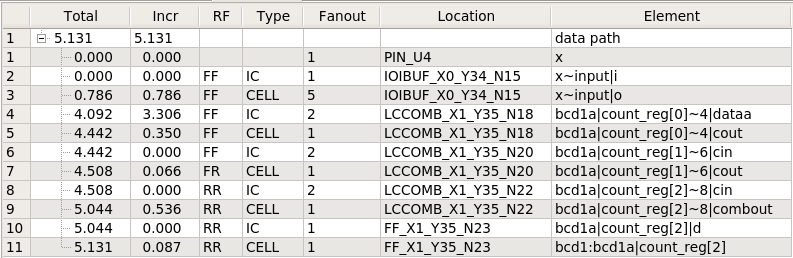 Total Incr RF Type Fanout Location Element
1 5.131 5.131 data path
1 0.000 0.000 1 PIN_U4 x
2 0.000 0.000 FF IC 1 IOIBUF_X0_Y34_N15 x~input|i
3 0.786 0.786 FF CELL 5 IOIBUF_X0_Y34_N15 x~input|o
4 4.092 3.306 FF IC 2 LCCOMB_X1_Y35_N18 bcd1a|count_reg[0]~4|dataa
5 4.442 0.350 FF CELL 1 LCCOMB_X1_Y35_N18 bcd1a|count_reg[0]~4|cout
6 4.442 0.000 FF IC 2 LCCOMB_X1_Y35_N20 bcd1a|count_reg[1]~6|cin
7 4.508 0.066 FR CELL 1 LCCOMB_X1_Y35_N20 bcd1a|count_reg[1]~6|cout
8 4.508 0.000 RR IC 2 LCCOMB_X1_Y35_N22 bcd1a|count_reg[2]~8|cin
9 5.044 0.536 RR CELL 1 LCCOMB_X1_Y35_N22 bcd1a|count_reg[2]~8|combout
10 5.044 0.000 RR IC 1 FF_X1_Y35_N23 bcd1a|count_reg[2]|d
11 5.131 0.087 RR CELL 1 FF_X1_Y35_N23 bcd1:bcd1a|count_reg[2]